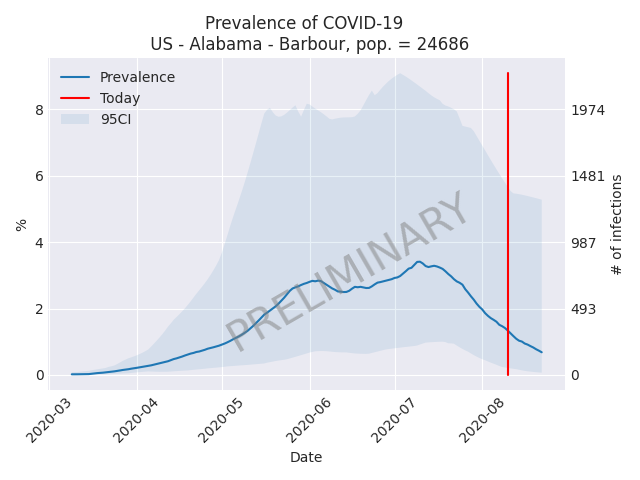 Prevalence of COVID-19
US - Alabama - Barbour, pop. = 24686
Prevalence
Today
95CI
PRELIMINARY
%
8
6
4
2
0
1974
1481
987
493
0
# of infections
2020-03
2020-04
2020-05
2020-06
2020-07
2020-08
Date